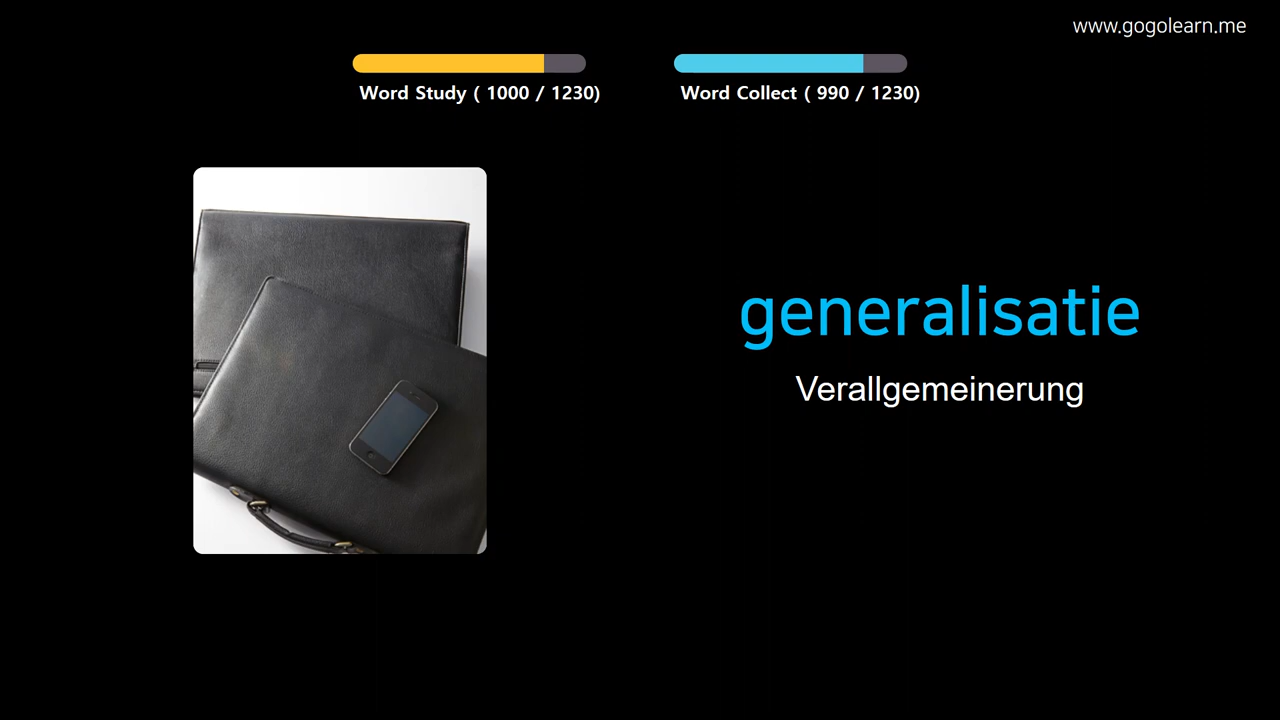 www.gogolearn.me
Word Study ( 1000 / 1230)
Word Collect ( 990 / 1230)
generalisatie
Verallgemeinerung